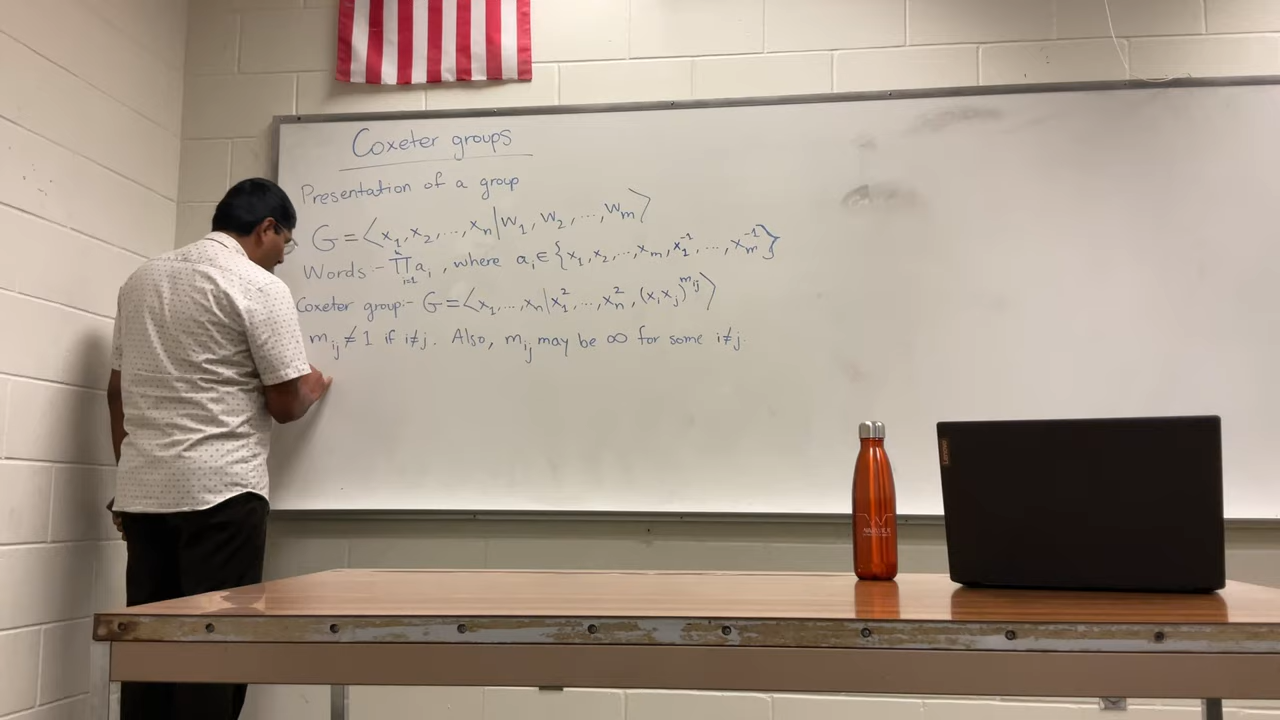 Coxeter groups
Presentation of a group
G = ⟨x₁, x₂, ..., xₙ | w₁, w₂, ..., wₘ⟩
Words :- ∏ᵢ₌₁ᵏ aᵢ, where aᵢ ∈ {x₁, x₂, ..., xₘ, x₁⁻¹, ..., xₘ⁻¹}
Coxeter group:- G = ⟨x₁, ..., xₙ | x₁², ..., xₙ², (xᵢxⱼ)^mᵢⱼ⟩
mᵢⱼ ≠ 1 if i≠j. Also, mᵢⱼ may be ∞ for some i≠j.
Lenovo